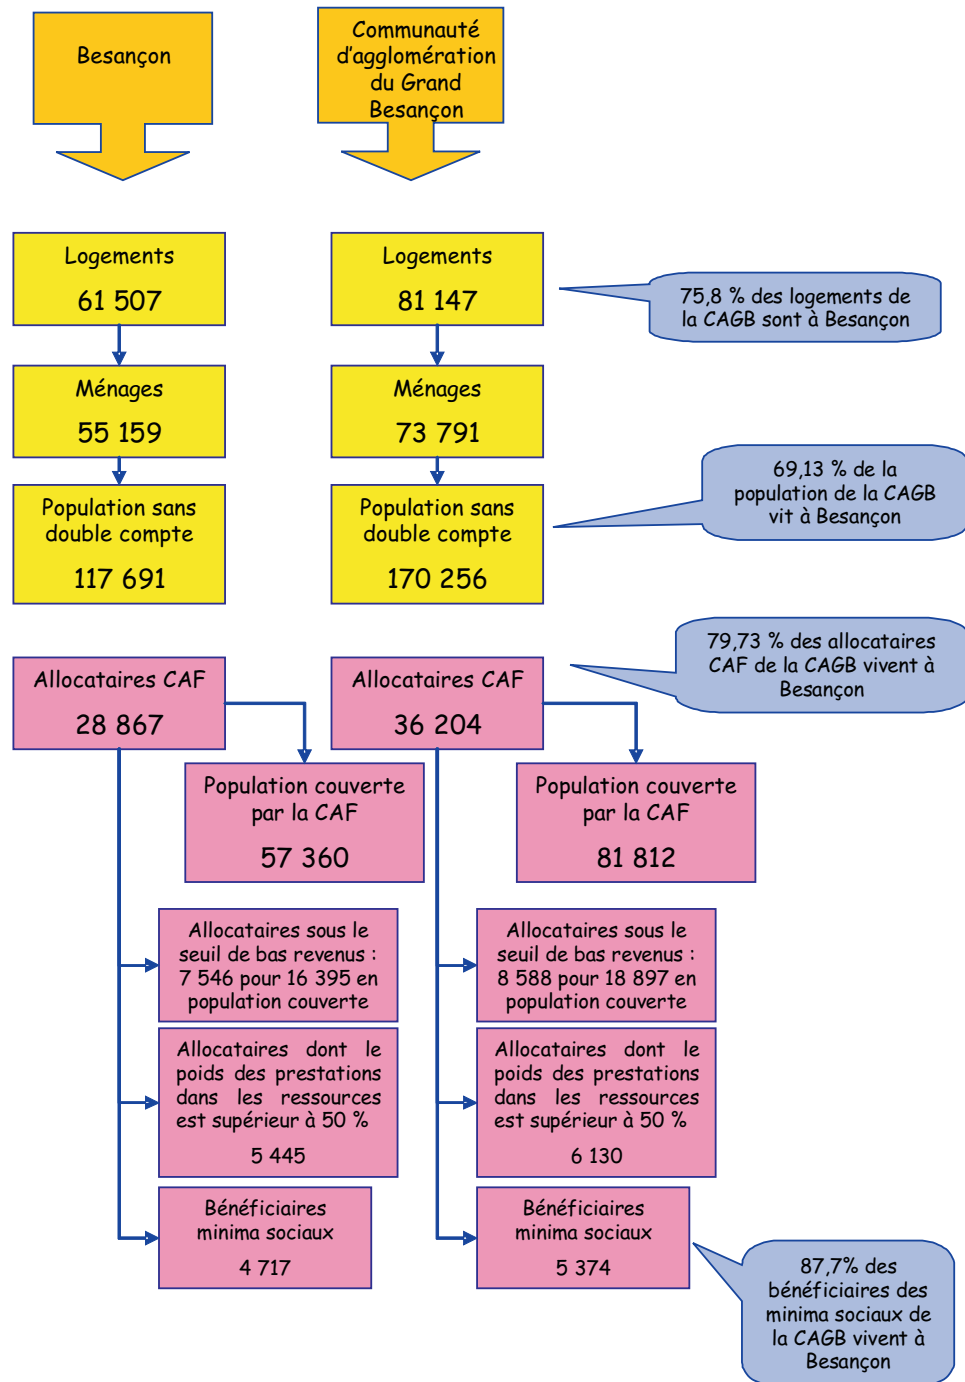 Besançon
Communauté
d'agglomération
du Grand
Besançon
Logements
61 507
Logements
81 147
75,8 % des logements de
la CAGB sont à Besançon
Ménages
55 159
Ménages
73 791
69,13 % de la
population de la CAGB
vit à Besançon
Population sans
double compte
117 691
Population sans
double compte
170 256
79,73 % des allocataires
CAF de la CAGB vivent à
Besançon
Allocataires CAF
28 867
Allocataires CAF
36 204
Population couverte
par la CAF
57 360
Population couverte
par la CAF
81 812
Allocataires sous le
seuil de bas revenus :
7 546 pour 16 395 en
population couverte
Allocataires sous le
seuil de bas revenus :
8 588 pour 18 897 en
population couverte
Allocataires dont le
poids des prestations
dans les ressources
est supérieur à 50 %
5 445
Allocataires dont le
poids des prestations
dans les ressources
est supérieur à 50 %
6 130
Bénéficiaires
minima sociaux
4 717
Bénéficiaires
minima sociaux
5 374
87,7% des
bénéficiaires des
minima sociaux de
la CAGB vivent à
Besançon